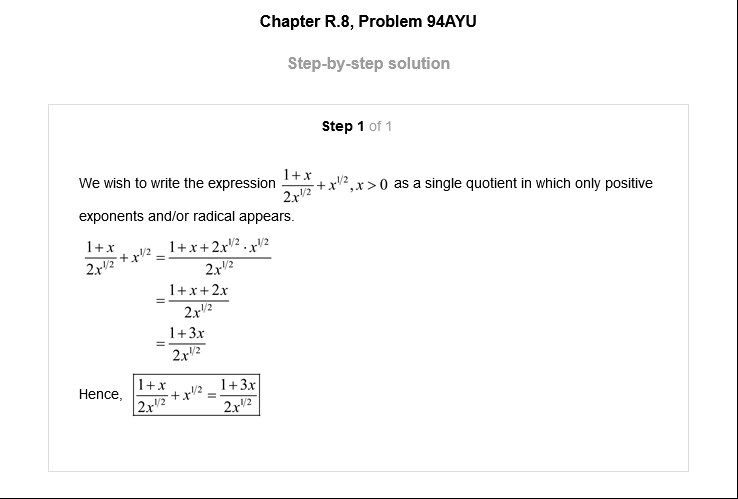 Chapter R.8, Problem 94AYU
Step-by-step solution
Step 1 of 1
We wish to write the expression \frac{1+x}{2x^{1/2}} + x^{1/2}, x > 0 as a single quotient in which only positive
exponents and/or radical appears.
\frac{1+x}{2x^{1/2}} + x^{1/2} = \frac{1+x+2x^{1/2} \cdot x^{1/2}}{2x^{1/2}}
= \frac{1+x+2x}{2x^{1/2}}
= \frac{1+3x}{2x^{1/2}}
Hence, \frac{1+x}{2x^{1/2}} + x^{1/2} = \frac{1+3x}{2x^{1/2}}